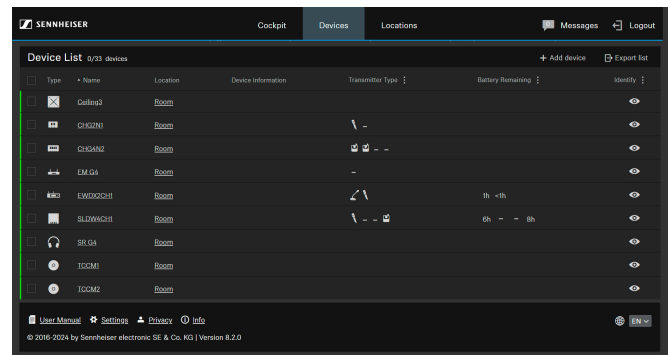 SENNHEISER Cockpit Devices Locations Messages Logout
Device List 0/33 devices + Add device Export list
Type Name Location Device Information Transmitter Type Battery Remaining Identify
Ceiling3 Room
CHG2N1 Room –
CHG4N2 Room – –
EM G4 Room –
EWDX2CH1 Room 1h <1h
SLDW4CH1 Room – – 6h – – 8h
SR G4 Room
TCCM1 Room
TCCM2 Room
User Manual Settings Privacy Info EN
© 2016-2024 by Sennheiser electronic SE & Co. KG | Version 8.2.0